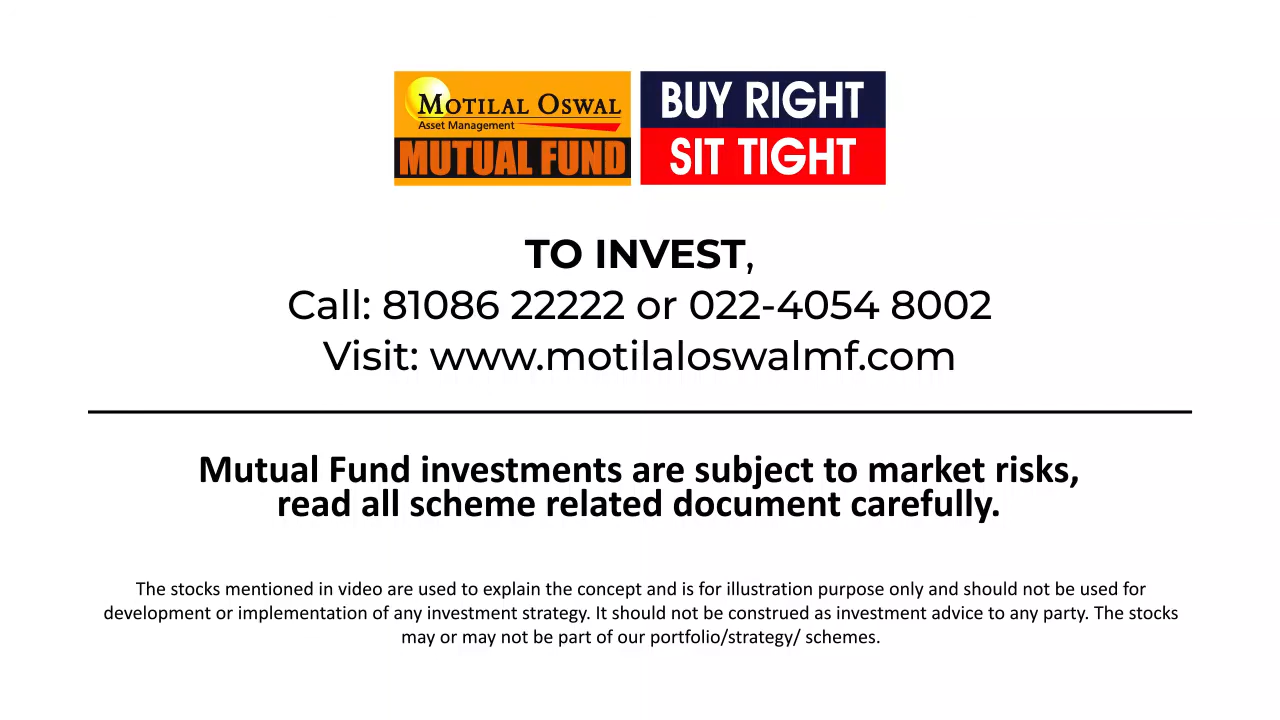 MOTILAL OSWAL
Asset Management
MUTUAL FUND
BUY RIGHT
SIT TIGHT
TO INVEST,
Call: 81086 22222 or 022-4054 8002
Visit: www.motilaloswalmf.com
Mutual Fund investments are subject to market risks,
read all scheme related document carefully.
The stocks mentioned in video are used to explain the concept and is for illustration purpose only and should not be used for
development or implementation of any investment strategy. It should not be construed as investment advice to any party. The stocks
may or may not be part of our portfolio/strategy/ schemes.